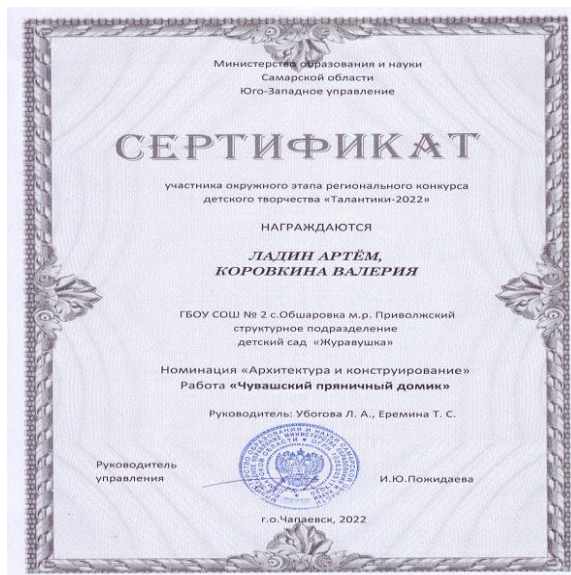 Министерство образования и науки
Самарской области
Юго-Западное управление
СЕРТИФИКАТ
участника окружного этапа регионального конкурса
детского творчества «Талантики-2022»
НАГРАЖДАЮТСЯ
ЛАДИН АРТЁМ,
КОРОВКИНА ВАЛЕРИЯ
ГБОУ СОШ № 2 с.Обшаровка м.р. Приволжский
структурное подразделение
детский сад «Журавушка»
Номинация «Архитектура и конструирование»
Работа «Чувашский пряничный домик»
Руководитель: Убогова Л. А., Еремина Т. С.
Руководитель
управления
И.Ю.Пожидаева
г.о.Чапаевск, 2022